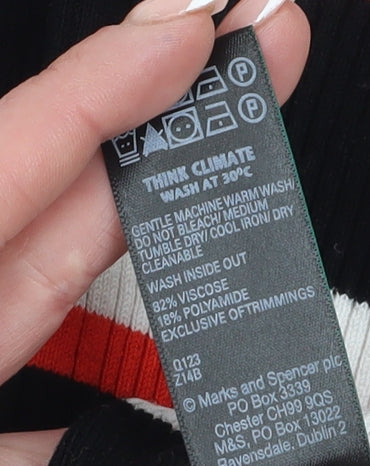 P
P
THINK CLIMATE
WASH AT 30ºC
GENTLE MACHINE WARM WASH/
DO NOT BLEACH/ MEDIUM
TUMBLE DRY/ COOL IRON/ DRY
CLEANABLE
WASH INSIDE OUT
82% VISCOSE
18% POLYAMIDE
EXCLUSIVE OFTRIMMINGS
Q123
Z14B
© Marks and Spencer plc
PO Box 3339
Chester CH99 9QS
M&S, PO Box 13022
Ravensdale, Dublin 2